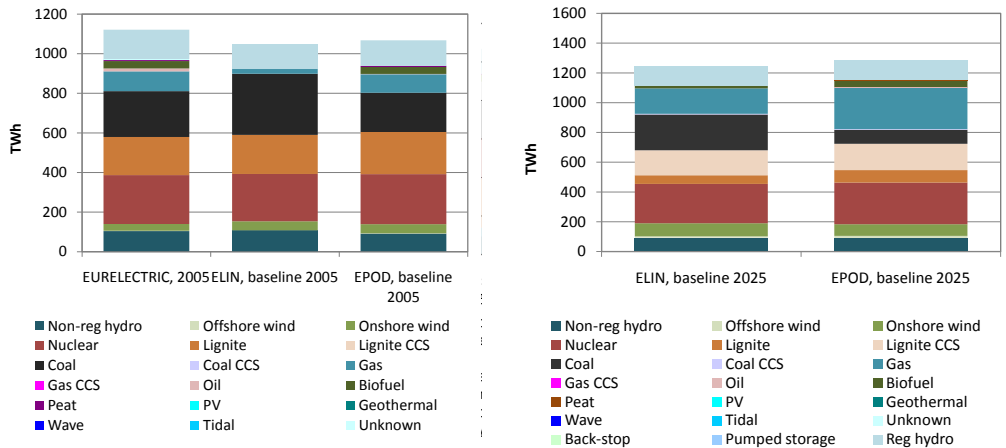 1200
1000
800
600
400
200
0
TWh
EURELECTRIC, 2005 ELIN, baseline 2005 EPOD, baseline
2005
Non-reg hydro Offshore wind Onshore wind
Nuclear Lignite Lignite CCS
Coal Coal CCS Gas
Gas CCS Oil Biofuel
Peat PV Geothermal
Wave Tidal Unknown
Reg hydro
1600
1400
1200
1000
800
600
400
200
0
TWh
ELIN, baseline 2025 EPOD, baseline 2025
Non-reg hydro Offshore wind Onshore wind
Nuclear Lignite Lignite CCS
Coal Coal CCS Gas
Gas CCS Oil Biofuel
Peat PV Geothermal
Wave Tidal Unknown
Back-stop Pumped storage Reg hydro